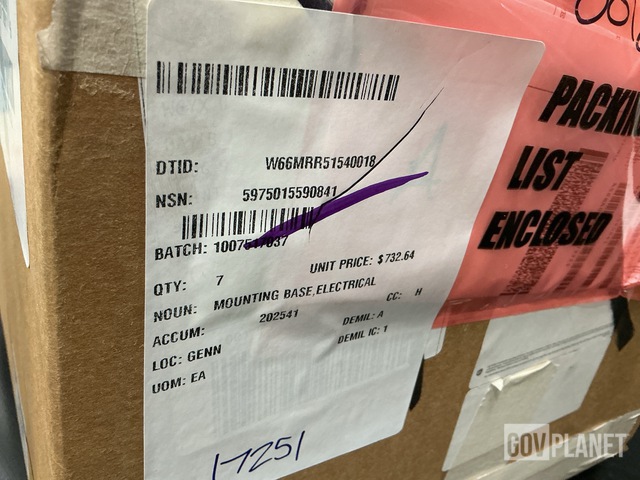 DTID: W66MRR51540018
NSN: 5975015590841
BATCH:
QTY: 7 UNIT PRICE: $732.64
NOUN: MOUNTING BASE,ELECTRICAL
ACCUM: 202541 CC: H
LOC: GENN DEMIL: A
UOM: EA DEMIL IC: 1
17251
PACKING
LIST
ENCLOSED
GOVPLANET